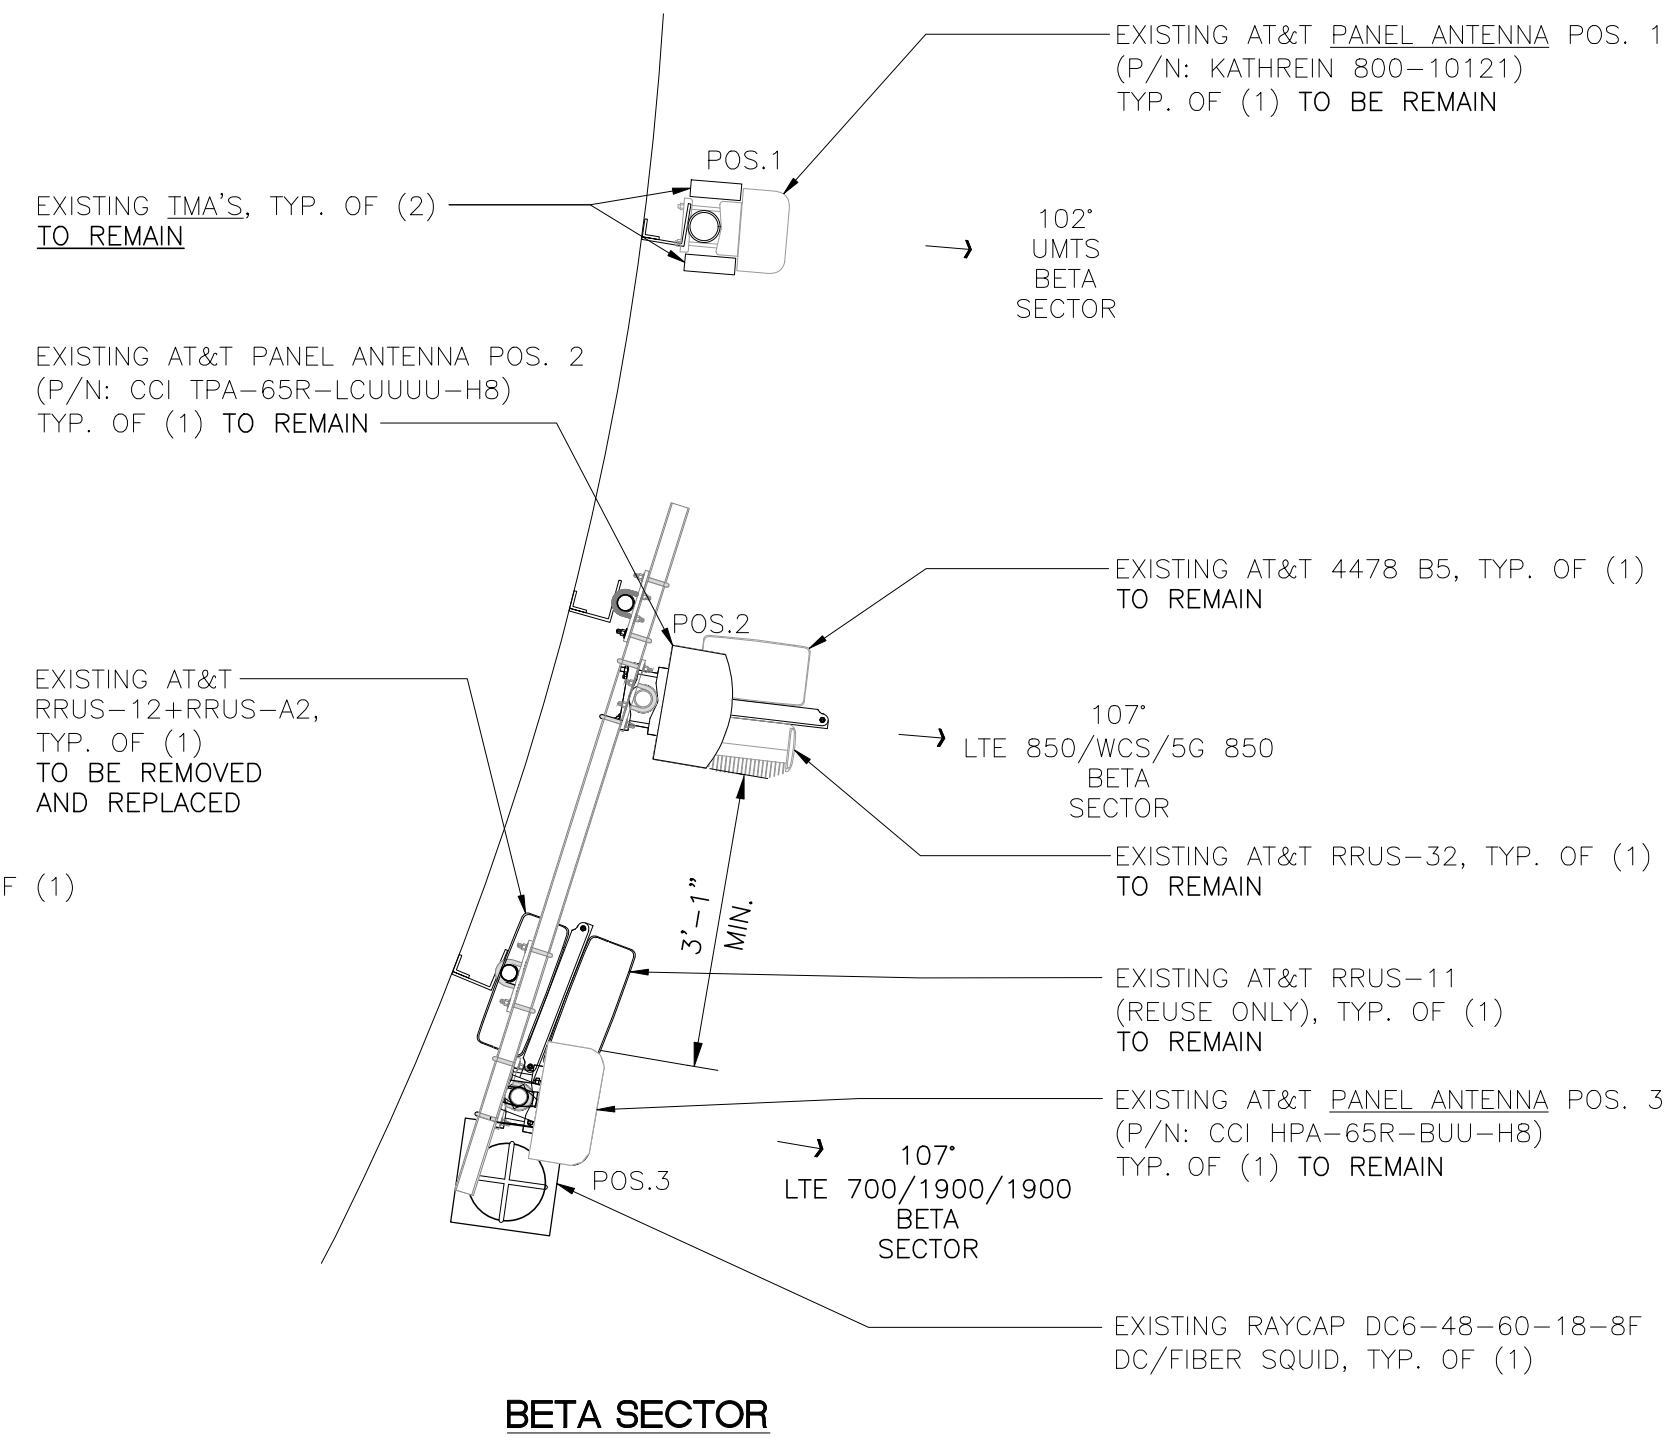 EXISTING AT&T PANEL ANTENNA POS. 1
(P/N: KATHREIN 800-10121)
TYP. OF (1) TO BE REMAIN
POS.1
EXISTING TMA'S, TYP. OF (2)
TO REMAIN
102°
UMTS
BETA
SECTOR
EXISTING AT&T PANEL ANTENNA POS. 2
(P/N: CCI TPA-65R-LCUUUU-H8)
TYP. OF (1) TO REMAIN
EXISTING AT&T 4478 B5, TYP. OF (1)
TO REMAIN
POS.2
EXISTING AT&T
RRUS-12+RRUS-A2,
TYP. OF (1)
TO BE REMOVED
AND REPLACED
107°
LTE 850/WCS/5G 850
BETA
SECTOR
EXISTING AT&T RRUS-32, TYP. OF (1)
TO REMAIN
F (1)
3'-1"
MIN.
EXISTING AT&T RRUS-11
(REUSE ONLY), TYP. OF (1)
TO REMAIN
EXISTING AT&T PANEL ANTENNA POS. 3
(P/N: CCI HPA-65R-BUU-H8)
TYP. OF (1) TO REMAIN
POS.3
107°
LTE 700/1900/1900
BETA
SECTOR
EXISTING RAYCAP DC6-48-60-18-8F
DC/FIBER SQUID, TYP. OF (1)
BETA SECTOR